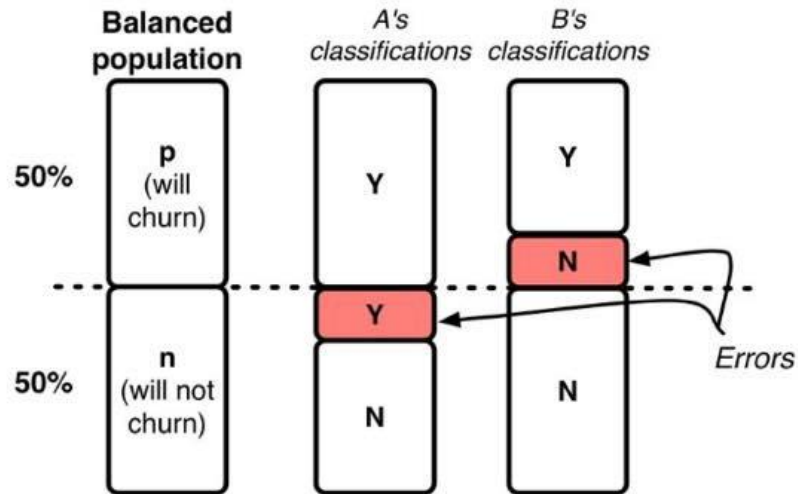 Balanced
population
A's
classifications
B's
classifications
50%
p
(will
churn)
Y
Y
N
Y
50%
n
(will not
churn)
N
N
Errors